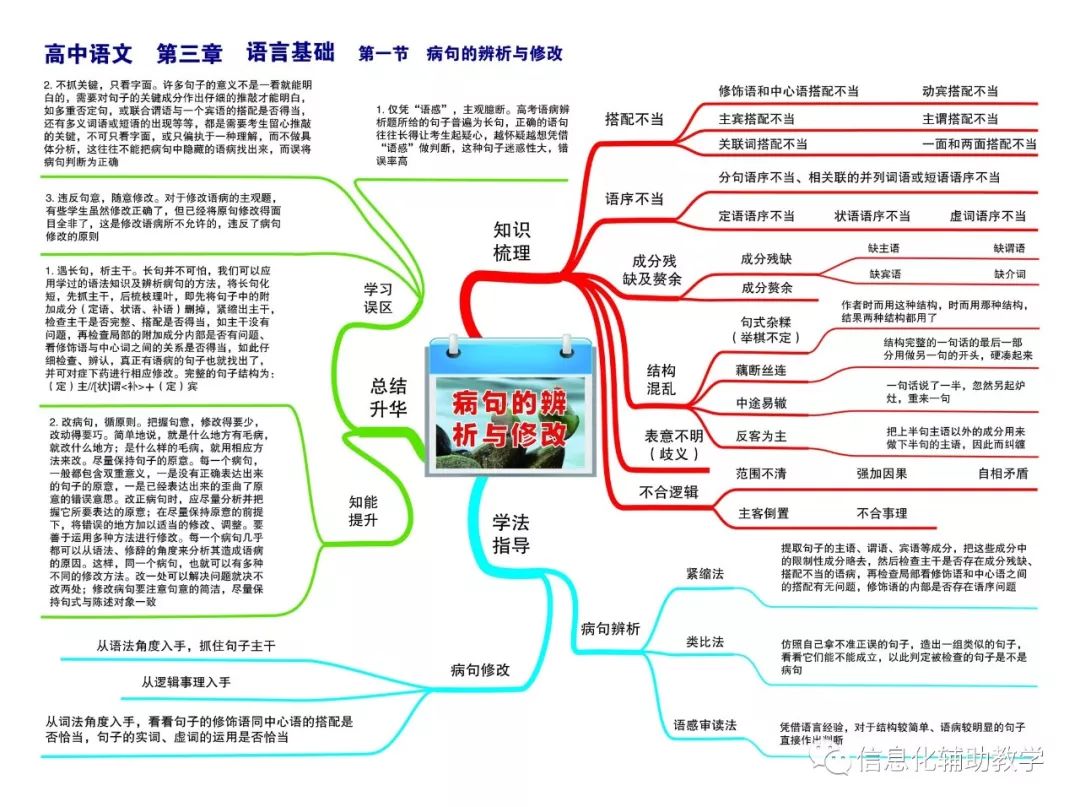 高中语文 第三章 语言基础 第一节 病句的辨析与修改
2. 不抓关键，只看字面。许多句子的意义不是一看就能明
白的，需要对句子的关键成分作出仔细的推敲才能明白，
如多重否定句，或联合谓语与一个宾语的搭配是否得当，
还有多义词语或短语的出现等等，都是需要考生留心推敲
的关键，不可只看字面，或只偏执于一种理解，而不做具
体分析，这往往不能把病句中隐藏的语病找出来，而误将
病句判断为正确
1. 仅凭“语感”，主观臆断。高考语病辨
析题所给的句子普遍为长句，正确的语句
往往长得让考生起疑心，越怀疑越想凭借
“语感”做判断，这种句子迷惑性大，错
误率高
3. 违反句意，随意修改。对于修改语病的主观题，
有些学生虽然修改正确了，但已经将原句修改得面
目全非了，这是修改语病所不允许的，违反了病句
修改的原则
学习
误区
1. 遇长句，析主干。长句并不可怕，我们可以应
用学过的语法知识及辨析病句的方法，将长句化
短，先抓主干，后梳枝理叶，即先将句子中的附
加成分（定语、状语、补语）删掉，紧缩出主干，
检查主干是否完整、搭配是否得当，如主干没有
问题，再检查局部的附加成分内部是否有问题、
看修饰语与中心词之间的关系是否得当，如此仔
细检查、辨认，真正有语病的句子也就找出了，
并可对症下药进行相应修改。完整的句子结构为：
（定）主//[状]谓<补>＋（定）宾
总结
升华
2. 改病句，循原则。把握句意，修改得要少，
改动得要巧。简单地说，就是什么地方有毛病，
就改什么地方；是什么样的毛病，就用相应方
法来改。尽量保持句子的原意。每一个病句，
一般都包含双重意义，一是没有正确表达出来
的句子的原意，一是已经表达出来的歪曲了原
意的错误意思。改正病句时，应尽量分析并把
握它所要表达的原意；在尽量保持原意的前提
下，将错误的地方加以适当的修改、调整。要
善于运用多种方法进行修改。每一个病句几乎
都可以从语法、修辞的角度来分析其造成语病
的原因。这样，同一个病句，也就可以有多种
不同的修改方法。改一处可以解决问题就决不
改两处；修改病句要注意句意的简洁，尽量保
持句式与陈述对象一致
知能
提升
病句的辨
析与修改
知识
梳理
搭配不当
修饰语和中心语搭配不当 动宾搭配不当
主宾搭配不当 主谓搭配不当
关联词搭配不当 一面和两面搭配不当
语序不当
分句语序不当、相关联的并列词语或短语语序不当
定语语序不当 状语语序不当 虚词语序不当
成分残
缺及赘余
成分残缺
缺主语 缺谓语
缺宾语 缺介词
成分赘余
结构
混乱
句式杂糅
（举棋不定）
作者时而用这种结构，时而用那种结构，
结果两种结构都用了
藕断丝连
结构完整的一句话的最后一部
分用做另一句的开头，硬凑起来
中途易辙
一句话说了一半，忽然另起炉
灶，重来一句
反客为主
把上半句主语以外的成分用来
做下半句的主语，因此而纠缠
表意不明
（歧义）
不合逻辑
范围不清 强加因果 自相矛盾
主客倒置 不合事理
学法
指导
病句辨析
紧缩法
提取句子的主语、谓语、宾语等成分，把这些成分中
的限制性成分略去，然后检查主干是否存在成分残缺、
搭配不当的语病，再检查局部看修饰语和中心语之间
的搭配有无问题，修饰语的内部是否存在语序问题
类比法
仿照自己拿不准正误的句子，造出一组类似的句子，
看看它们能不能成立，以此判定被检查的句子是不是
病句
语感审读法
凭借语言经验，对于结构较简单、语病较明显的句子
直接作出判断
病句修改
从语法角度入手，抓住句子主干
从逻辑事理入手
从词法角度入手，看看句子的修饰语同中心语的搭配是
否恰当，句子的实词、虚词的运用是否恰当
信息化辅助教学